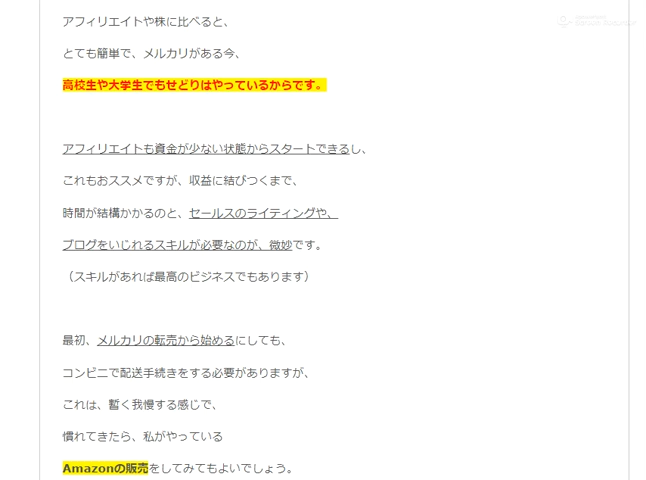 アフィリエイトや株に比べると、
とても簡単で、メルカリがある今、
高校生や大学生でもせどりはやっているからです。
アフィリエイトも資金が少ない状態からスタートできるし、
これもおススメですが、収益に結びつくまで、
時間が結構かかるのと、セールスのライティングや、
ブログをいじれるスキルが必要なのが、微妙です。
（スキルがあれば最高のビジネスでもあります）
最初、メルカリの転売から始めるにしても、
コンビニで配送手続きをする必要がありますが、
これは、暫く我慢する感じで、
慣れてきたら、私がやっている
Amazonの販売をしてみてもよいでしょう。